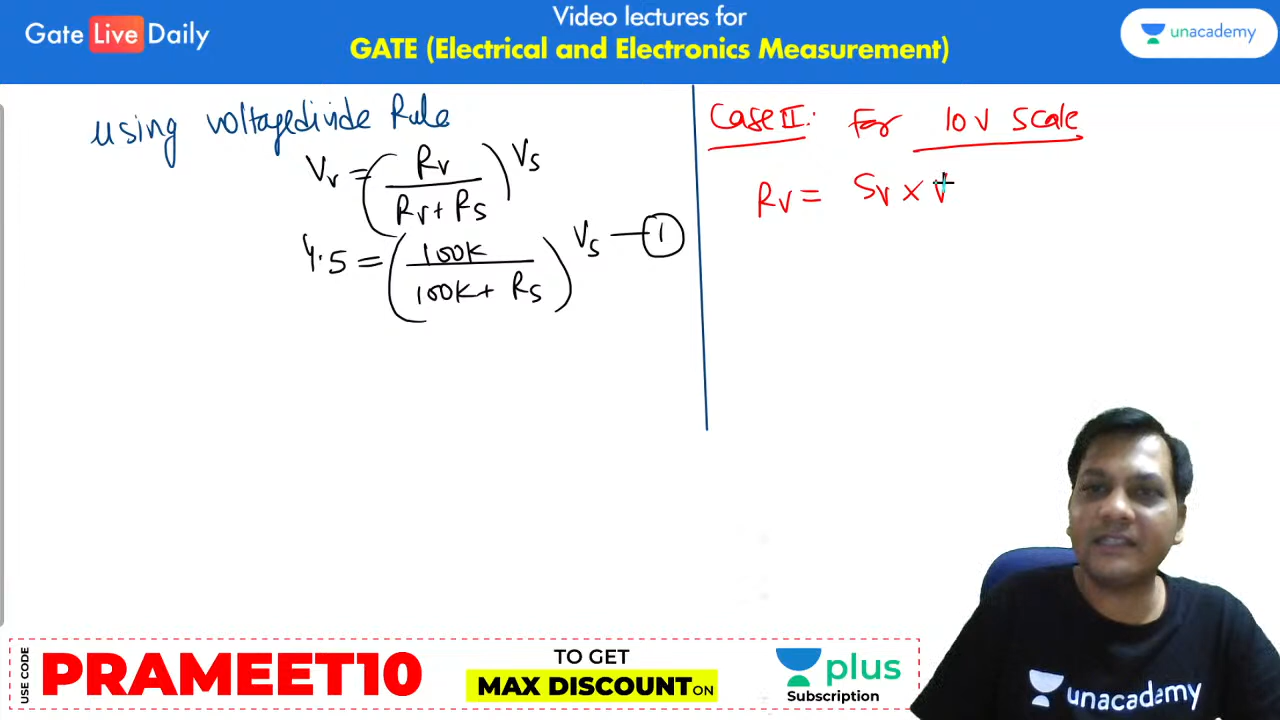 Gate Live Daily
Video lectures for
GATE (Electrical and Electronics Measurement)
unacademy
using voltagedivide Rule
Vv = (Rv / Rv + Rs) Vs
4.5 = (100K / 100K + Rs) Vs — 1
Case II: For 10V Scale
Rv = Sv × V
USE CODE
PRAMEET10
TO GET
MAX DISCOUNT ON
plus
Subscription
unacademy